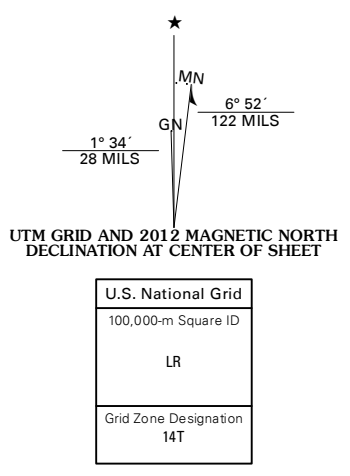 ★
MN
GN
6° 52´
122 MILS
1° 34´
28 MILS
UTM GRID AND 2012 MAGNETIC NORTH
DECLINATION AT CENTER OF SHEET
U.S. National Grid
100,000-m Square ID
LR
Grid Zone Designation
14T